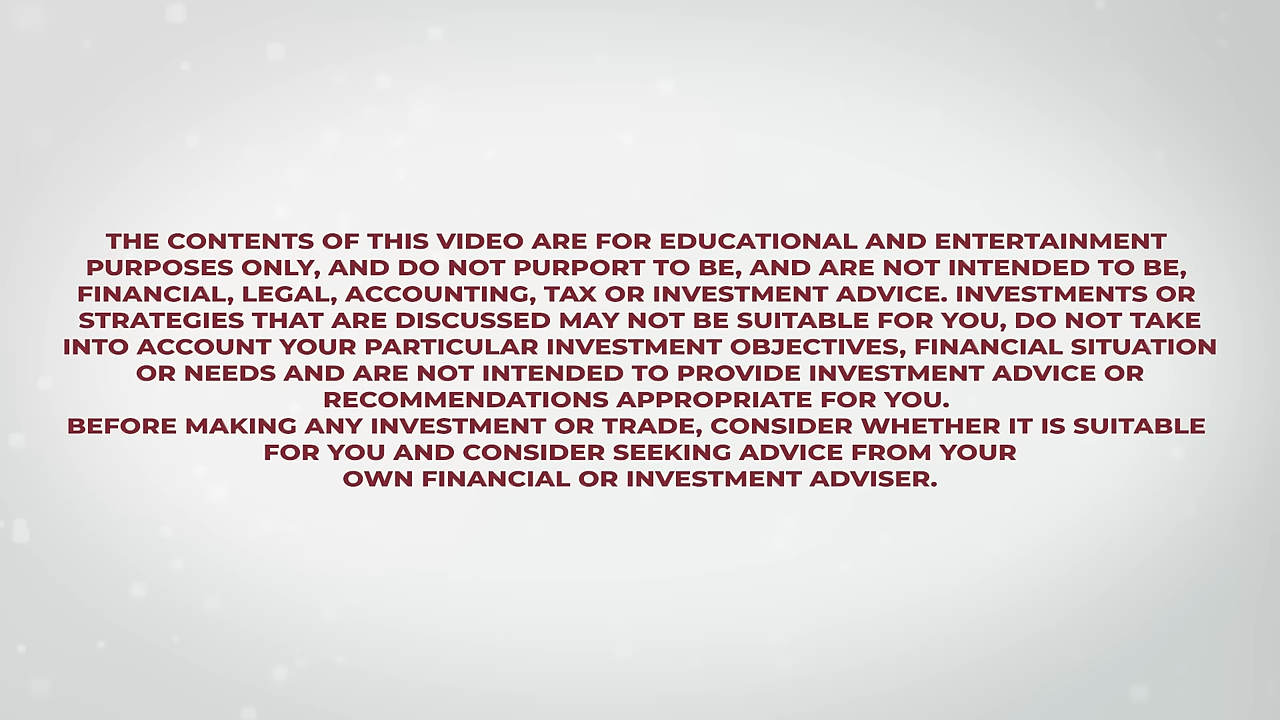 THE CONTENTS OF THIS VIDEO ARE FOR EDUCATIONAL AND ENTERTAINMENT
PURPOSES ONLY, AND DO NOT PURPORT TO BE, AND ARE NOT INTENDED TO BE,
FINANCIAL, LEGAL, ACCOUNTING, TAX OR INVESTMENT ADVICE. INVESTMENTS OR
STRATEGIES THAT ARE DISCUSSED MAY NOT BE SUITABLE FOR YOU, DO NOT TAKE
INTO ACCOUNT YOUR PARTICULAR INVESTMENT OBJECTIVES, FINANCIAL SITUATION
OR NEEDS AND ARE NOT INTENDED TO PROVIDE INVESTMENT ADVICE OR
RECOMMENDATIONS APPROPRIATE FOR YOU.
BEFORE MAKING ANY INVESTMENT OR TRADE, CONSIDER WHETHER IT IS SUITABLE
FOR YOU AND CONSIDER SEEKING ADVICE FROM YOUR
OWN FINANCIAL OR INVESTMENT ADVISER.